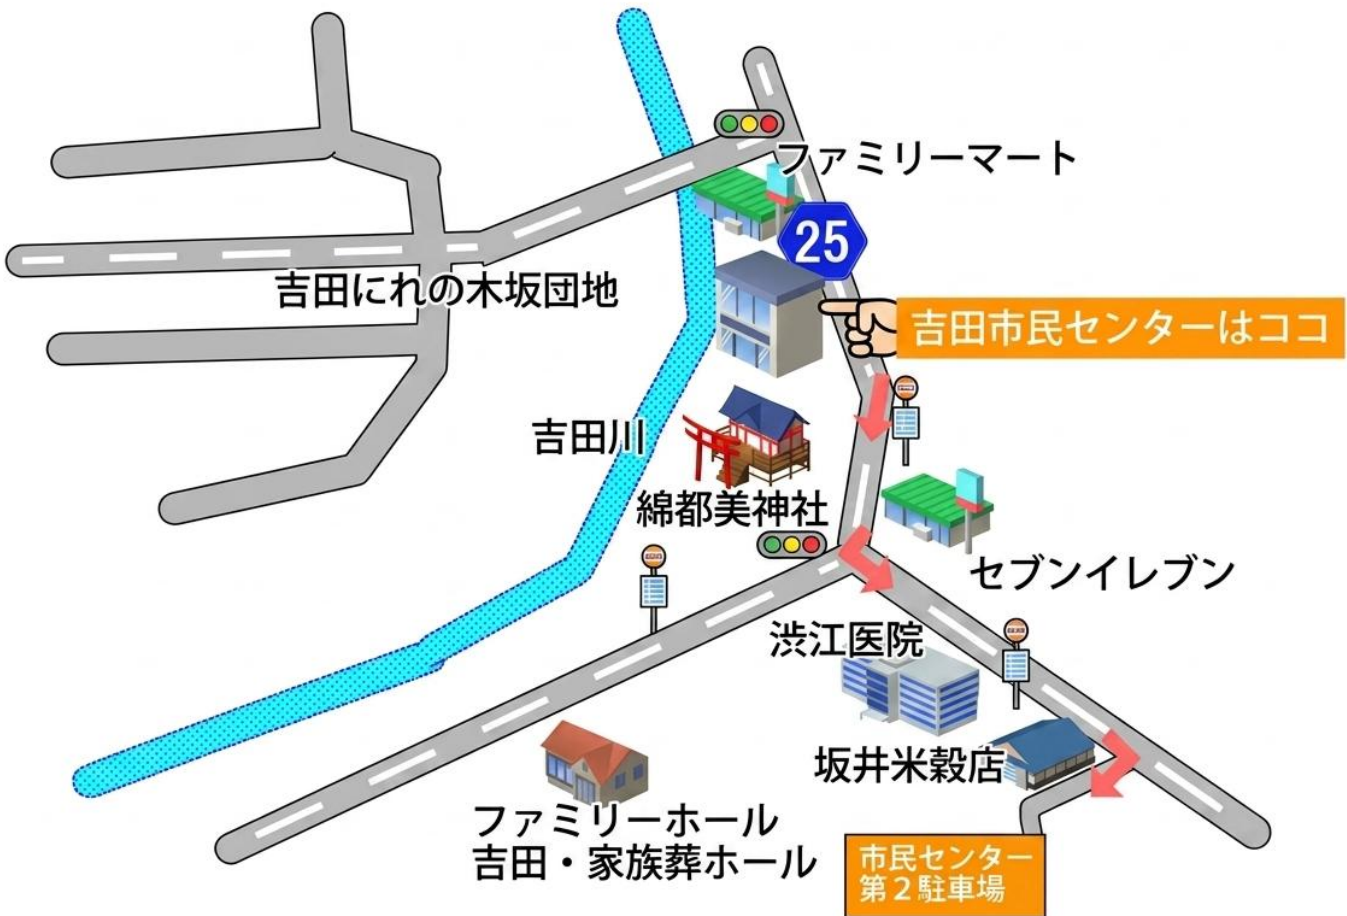 ファミリーマート
25
吉田にれの木坂団地
吉田市民センターはココ
吉田川
綿都美神社
セブンイレブン
渋江医院
坂井米穀店
ファミリーホール
吉田・家族葬ホール
市民センター
第2駐車場